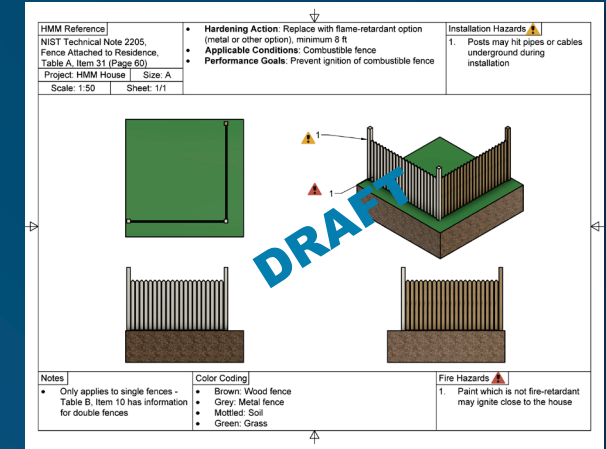 HMM Reference
NIST Technical Note 2205,
Fence Attached to Residence,
Table A, Item 31 (Page 60)
Project: HMM House Size: A
Scale: 1:50 Sheet: 1/1
• Hardening Action: Replace with flame-retardant option
(metal or other option), minimum 8 ft
• Applicable Conditions: Combustible fence
• Performance Goals: Prevent ignition of combustible fence
Installation Hazards
1. Posts may hit pipes or cables
underground during
installation
1
1
DRAFT
Notes
• Only applies to single fences -
Table B, Item 10 has information
for double fences
Color Coding
• Brown: Wood fence
• Grey: Metal fence
• Mottled: Soil
• Green: Grass
Fire Hazards
1. Paint which is not fire-retardant
may ignite close to the house